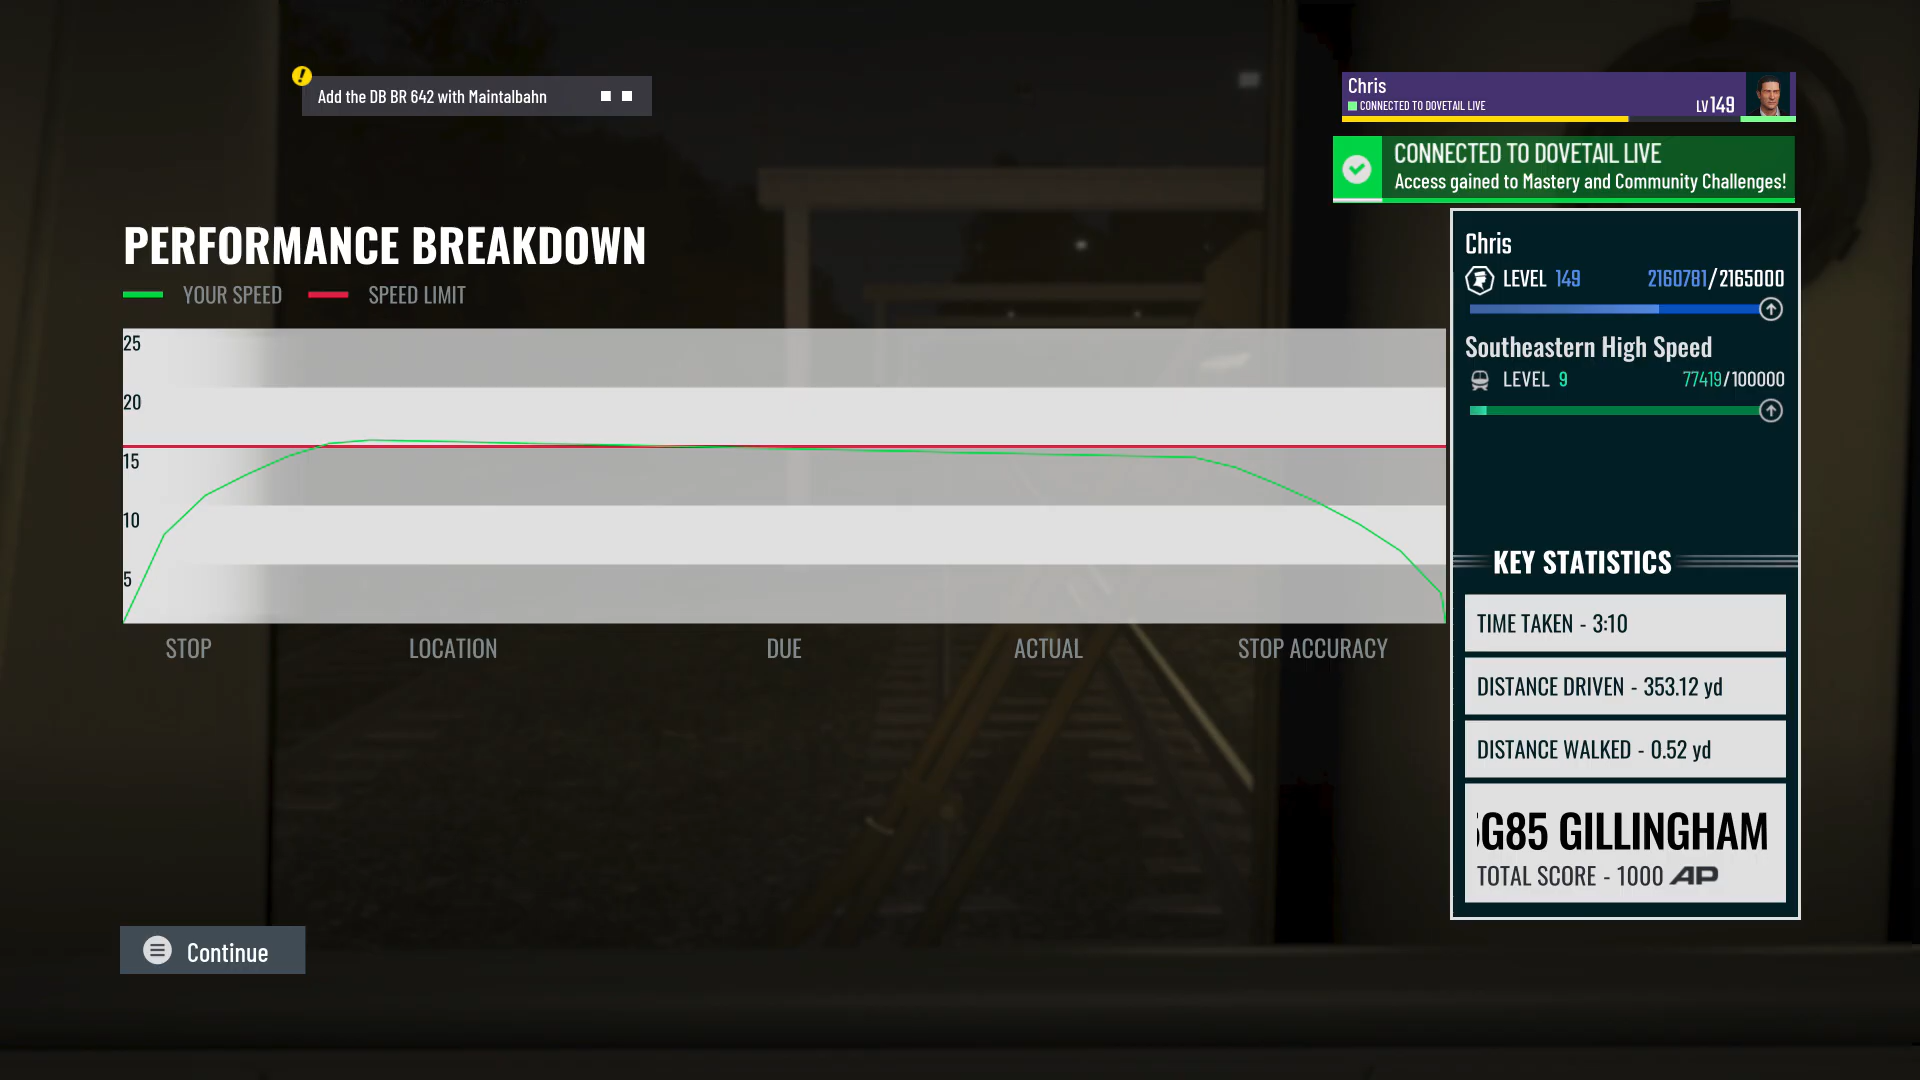 Add the DB BR 642 with Maintalbahn
Chris
CONNECTED TO DOVETAIL LIVE
LV 149
CONNECTED TO DOVETAIL LIVE
Access gained to Mastery and Community Challenges!
PERFORMANCE BREAKDOWN
YOUR SPEED SPEED LIMIT
25
20
15
10
5
STOP LOCATION DUE ACTUAL STOP ACCURACY
Chris
LEVEL 149 2160781/2165000
Southeastern High Speed
LEVEL 9 77419/100000
KEY STATISTICS
TIME TAKEN - 3:10
DISTANCE DRIVEN - 353.12 yd
DISTANCE WALKED - 0.52 yd
G85 GILLINGHAM
TOTAL SCORE - 1000 AP
Continue